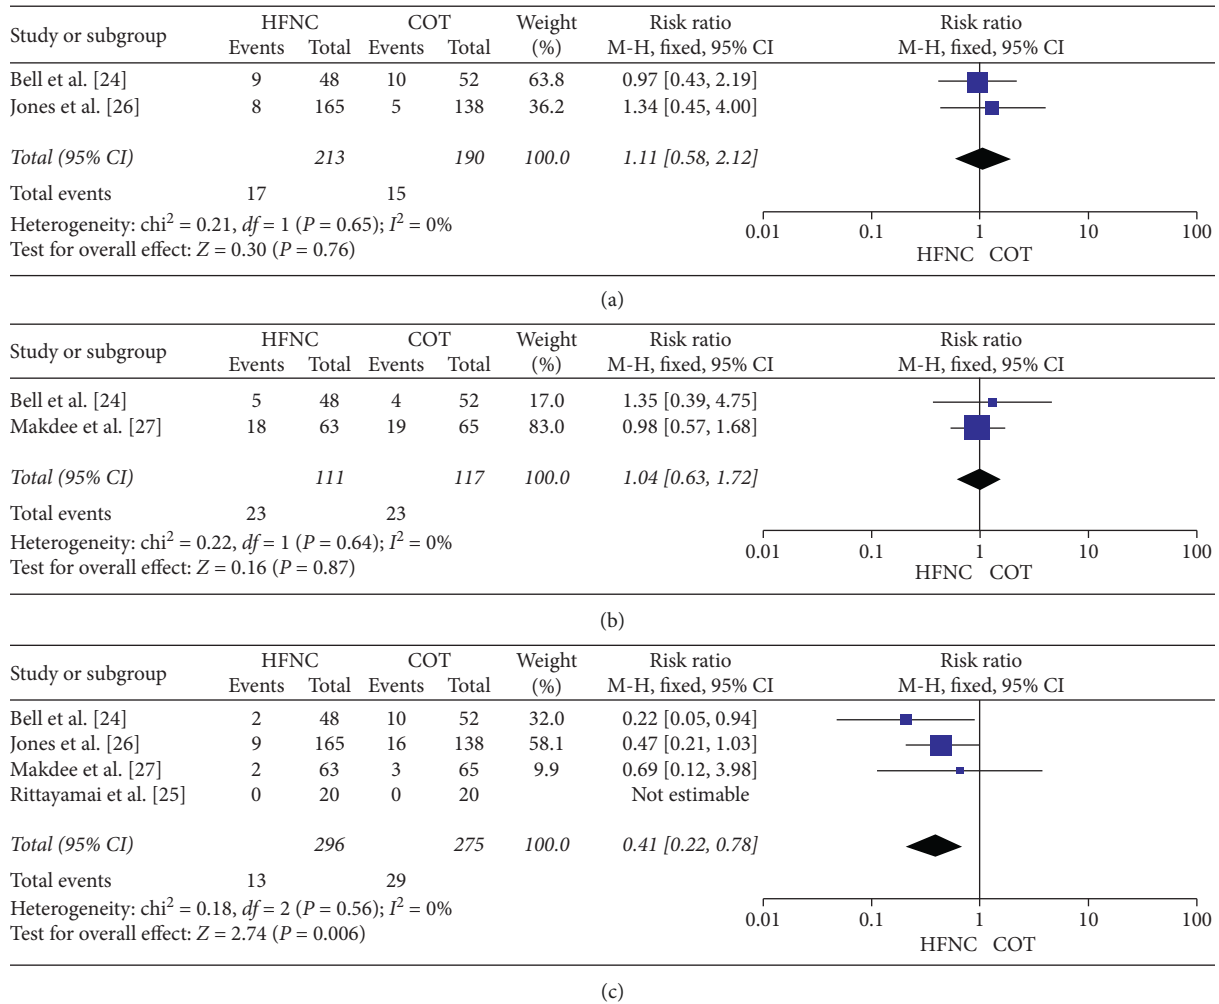 Study or subgroup HFNC COT Weight Risk ratio Risk ratio
Events Total Events Total (%) M-H, fixed, 95% CI M-H, fixed, 95% CI
Bell et al. [24] 9 48 10 52 63.8 0.97 [0.43, 2.19]
Jones et al. [26] 8 165 5 138 36.2 1.34 [0.45, 4.00]
Total (95% CI) 213 190 100.0 1.11 [0.58, 2.12]
Total events 17 15
Heterogeneity: chi² = 0.21, df = 1 (P = 0.65); I² = 0%
Test for overall effect: Z = 0.30 (P = 0.76)
0.01 0.1 1 10 100
HFNC COT
(a)
Study or subgroup HFNC COT Weight Risk ratio Risk ratio
Events Total Events Total (%) M-H, fixed, 95% CI M-H, fixed, 95% CI
Bell et al. [24] 5 48 4 52 17.0 1.35 [0.39, 4.75]
Makdee et al. [27] 18 63 19 65 83.0 0.98 [0.57, 1.68]
Total (95% CI) 111 117 100.0 1.04 [0.63, 1.72]
Total events 23 23
Heterogeneity: chi² = 0.22, df = 1 (P = 0.64); I² = 0%
Test for overall effect: Z = 0.16 (P = 0.87)
0.01 0.1 1 10 100
HFNC COT
(b)
Study or subgroup HFNC COT Weight Risk ratio Risk ratio
Events Total Events Total (%) M-H, fixed, 95% CI M-H, fixed, 95% CI
Bell et al. [24] 2 48 10 52 32.0 0.22 [0.05, 0.94]
Jones et al. [26] 9 165 16 138 58.1 0.47 [0.21, 1.03]
Makdee et al. [27] 2 63 3 65 9.9 0.69 [0.12, 3.98]
Rittayamai et al. [25] 0 20 0 20 Not estimable
Total (95% CI) 296 275 100.0 0.41 [0.22, 0.78]
Total events 13 29
Heterogeneity: chi² = 0.18, df = 2 (P = 0.56); I² = 0%
Test for overall effect: Z = 2.74 (P = 0.006)
0.01 0.1 1 10 100
HFNC COT
(c)